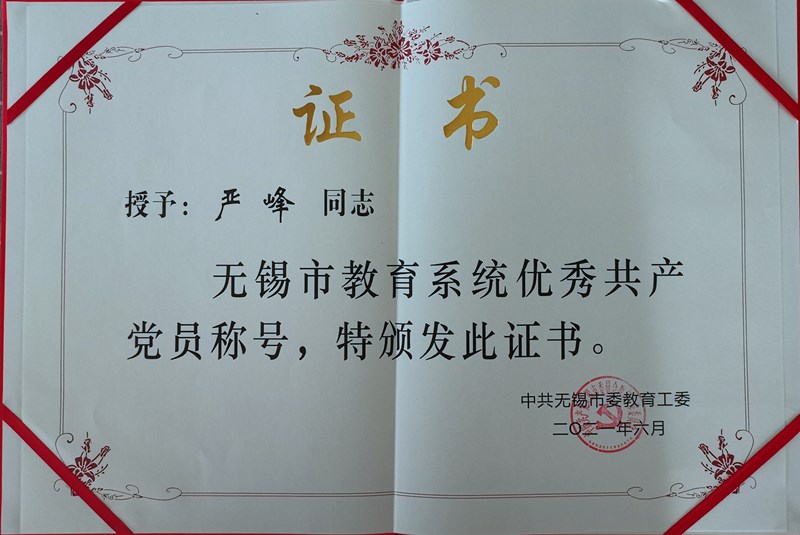 证书
授予：严峰 同志
无锡市教育系统优秀共产
党员称号，特颁发此证书。
中共无锡市委教育工委
二〇二一年六月